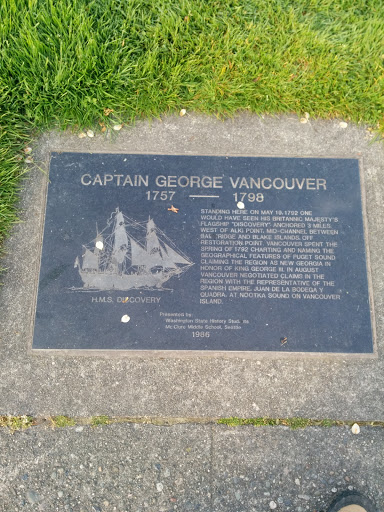 CAPTAIN GEORGE VANCOUVER
1757 — 1798
STANDING HERE ON MAY 19, 1792 ONE
WOULD HAVE SEEN HIS BRITANNIC MAJESTY'S
FLAGSHIP "DISCOVERY" ANCHORED 3 MILES
WEST OF ALKI POINT, MID-CHANNEL BETWEEN
BAINBRIDGE AND BLAKE ISLANDS, OFF
RESTORATION POINT. VANCOUVER SPENT THE
SPRING OF 1792 CHARTING AND NAMING THE
GEOGRAPHICAL FEATURES OF PUGET SOUND
CLAIMING THE REGION AS NEW GEORGIA IN
HONOR OF KING GEORGE III. IN AUGUST
VANCOUVER NEGOTIATED CLAIMS IN THE
REGION WITH THE REPRESENTATIVE OF THE
SPANISH EMPIRE, JUAN DE LA BODEGA Y
QUADRA, AT NOOTKA SOUND ON VANCOUVER
ISLAND.
H.M.S. DISCOVERY
Presented by:
Washington State History Stud
Mc Clure Middle School, Seattle
1986